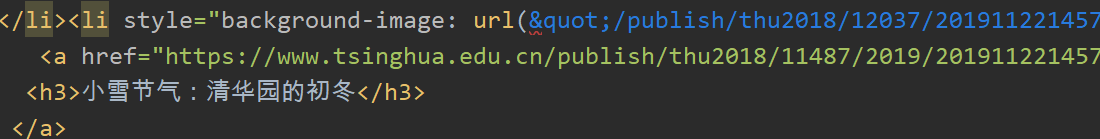 </li><li style="background-image: url(&quot;/publish/thu2018/12037/201911221457
<a href="https://www.tsinghua.edu.cn/publish/thu2018/11487/2019/201911221457
<h3>小雪节气：清华园的初冬</h3>
</a>